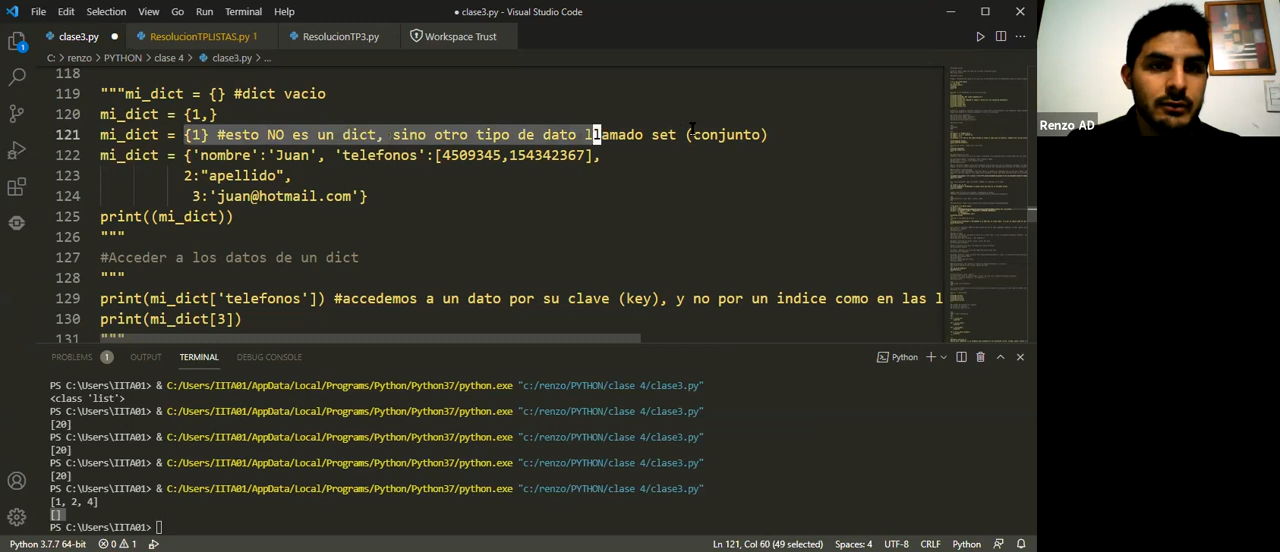 File Edit Selection View Go Run Terminal Help
● clase3.py - Visual Studio Code
clase3.py ● ResolucionTPLISTAS.py 1 ResolucionTP3.py Workspace Trust
C: > renzo > PYTHON > clase 4 > clase3.py > ...
118
119 """mi_dict = {} #dict vacio
120 mi_dict = {1,}
121 mi_dict = {1} #esto NO es un dict, sino otro tipo de dato llamado set (conjunto)
122 mi_dict = {'nombre':'Juan', 'telefonos':[4509345,154342367],
123 2:"apellido",
124 3:'juan@hotmail.com'}
125 print((mi_dict))
126 """
127 #Acceder a los datos de un dict
128 """
129 print(mi_dict['telefonos']) #accedemos a un dato por su clave (key), y no por un indice como en las l
130 print(mi_dict[3])
131 """
PROBLEMS 1 OUTPUT TERMINAL DEBUG CONSOLE
Python
PS C:\Users\IITA01> & C:/Users/IITA01/AppData/Local/Programs/Python/Python37/python.exe "c:/renzo/PYTHON/clase 4/clase3.py"
<class 'list'>
PS C:\Users\IITA01> & C:/Users/IITA01/AppData/Local/Programs/Python/Python37/python.exe "c:/renzo/PYTHON/clase 4/clase3.py"
[20]
PS C:\Users\IITA01> & C:/Users/IITA01/AppData/Local/Programs/Python/Python37/python.exe "c:/renzo/PYTHON/clase 4/clase3.py"
[20]
PS C:\Users\IITA01> & C:/Users/IITA01/AppData/Local/Programs/Python/Python37/python.exe "c:/renzo/PYTHON/clase 4/clase3.py"
[20]
PS C:\Users\IITA01> & C:/Users/IITA01/AppData/Local/Programs/Python/Python37/python.exe "c:/renzo/PYTHON/clase 4/clase3.py"
[1, 2, 4]
[]
PS C:\Users\IITA01>
Python 3.7.7 64-bit 0 1 Ln 121, Col 60 (49 selected) Spaces: 4 UTF-8 CRLF Python
1
Renzo AD